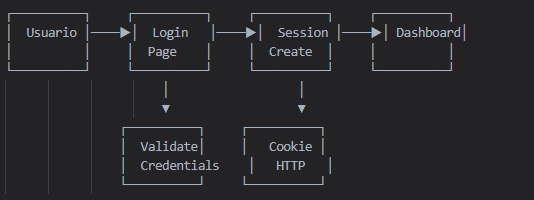 Usuario Login Session Dashboard
Page Create
Validate Cookie
Credentials HTTP